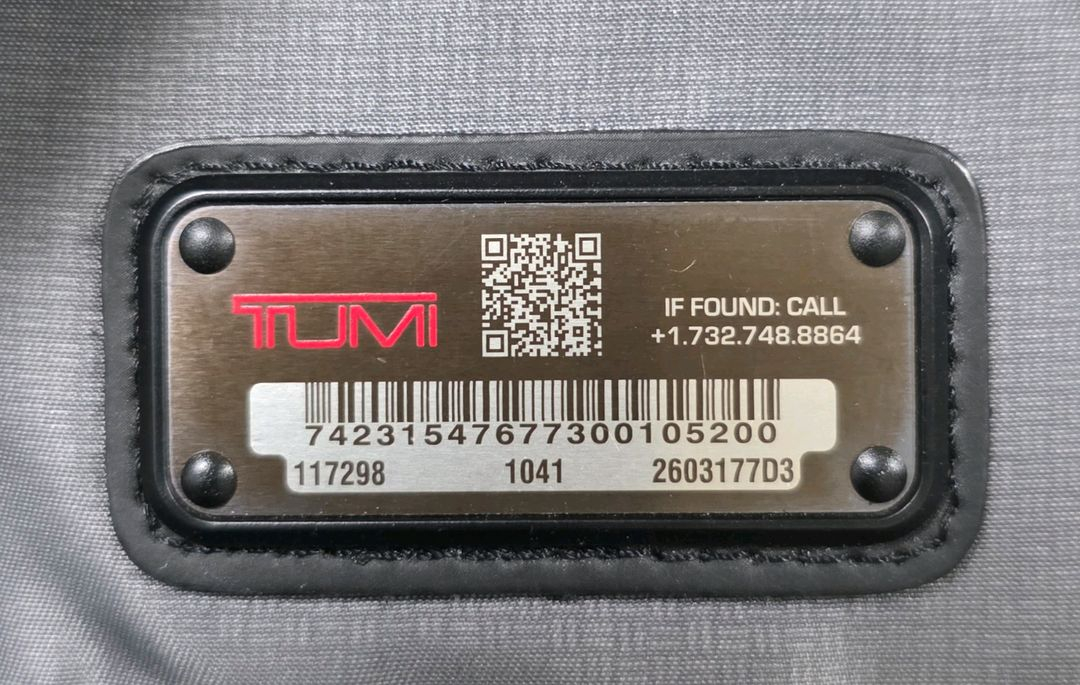 TUMI
IF FOUND: CALL
+1.732.748.8864
74231547677300105200
117298 1041 2603177D3